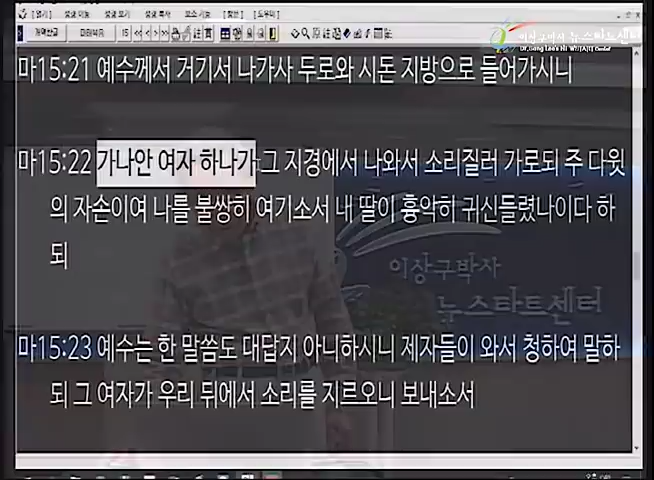 마15:21 예수께서 거기서 나가사 두로와 시돈 지방으로 들어가시니
마15:22 가나안 여자 하나가 그 지경에서 나와서 소리질러 가로되 주 다윗
의 자손이여 나를 불쌍히 여기소서 내 딸이 흉악히 귀신들렸나이다 하
되
이상구박사
뉴스타트센터
마15:23 예수는 한 말씀도 대답지 아니하시니 제자들이 와서 청하여 말하
되 그 여자가 우리 뒤에서 소리를 지르오니 보내소서